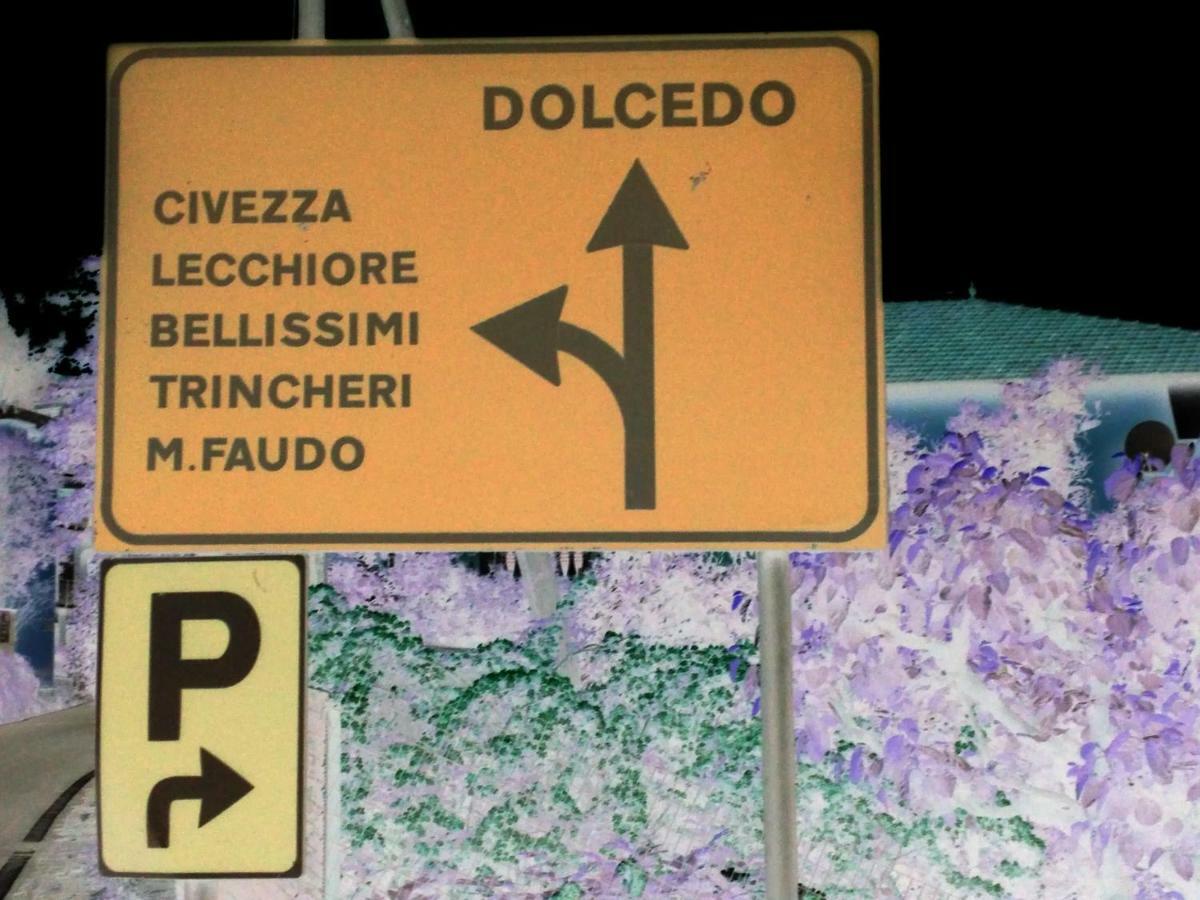 DOLCEDO
CIVEZZA
LECCHIORE
BELLISSIMI
TRINCHERI
M.FAUDO
P